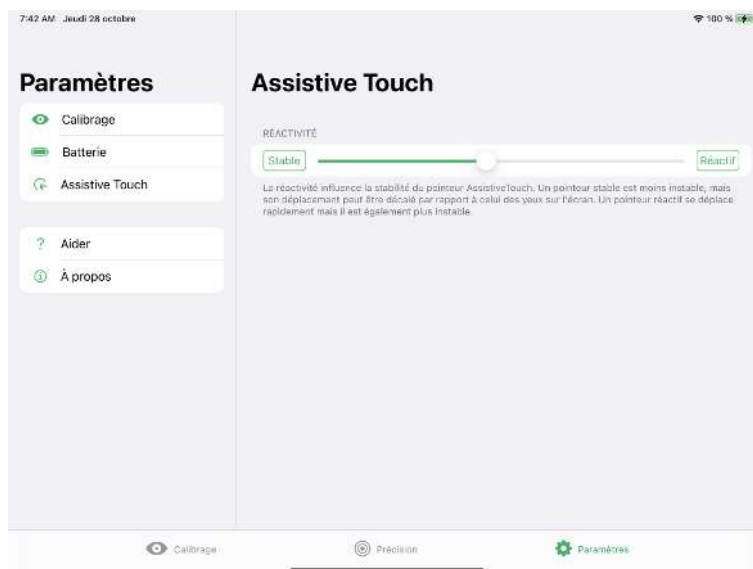 7:42 AM Jeudi 28 octobre
100 %
Paramètres
Calibrage
Batterie
Assistive Touch
Aider
À propos
Assistive Touch
RÉACTIVITÉ
Stable
Réactif
La réactivité influence la stabilité du pointeur AssistiveTouch. Un pointeur stable est moins instable, mais
son déplacement peut être décalé par rapport à celui des yeux sur l'écran. Un pointeur réactif se déplace
rapidement mais il est également plus instable.
Calibrage
Précision
Paramètres